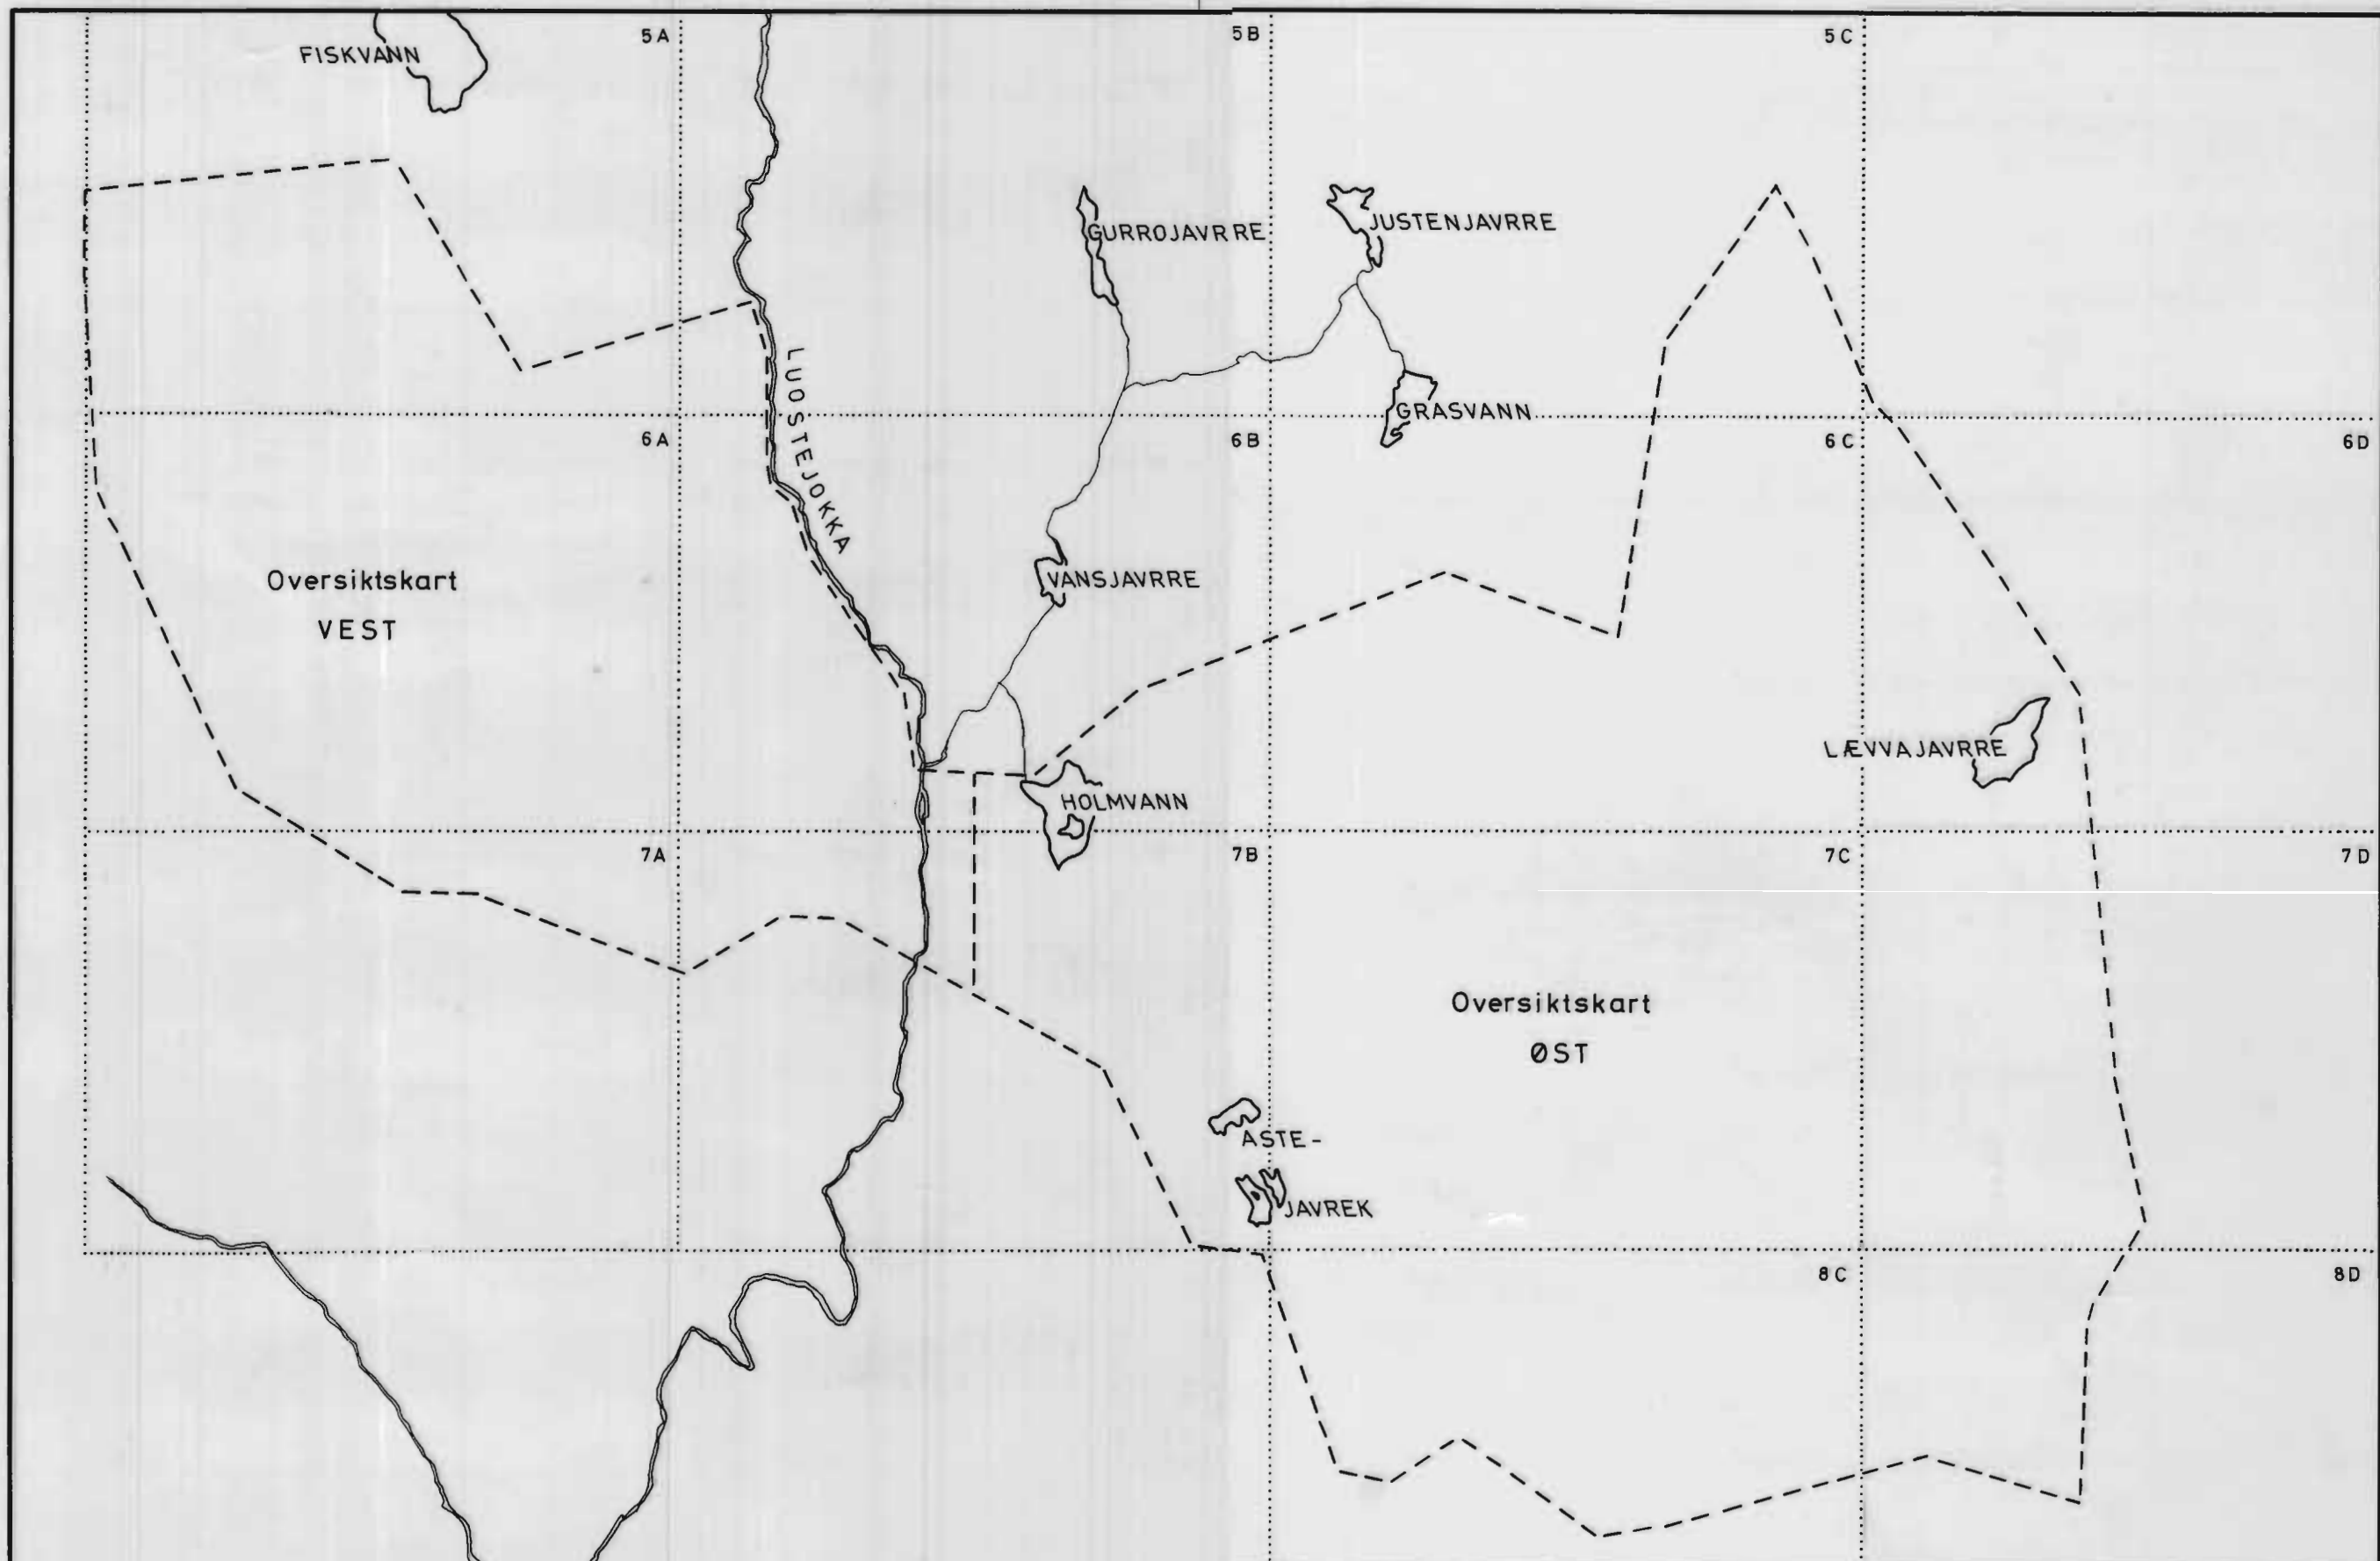 5A
5B
5C
FISKVANN
GURROJAVRRE
JUSTENJAVRRE
LUOSTEJOKKA
GRASVANN
6A
6B
6C
6D
Oversiktskart
VEST
VANSJAVRRE
LÆVVAJAVRRE
HOLMVANN
7A
7B
7C
7D
Oversiktskart
ØST
ASTE-
JAVREK
8C
8D